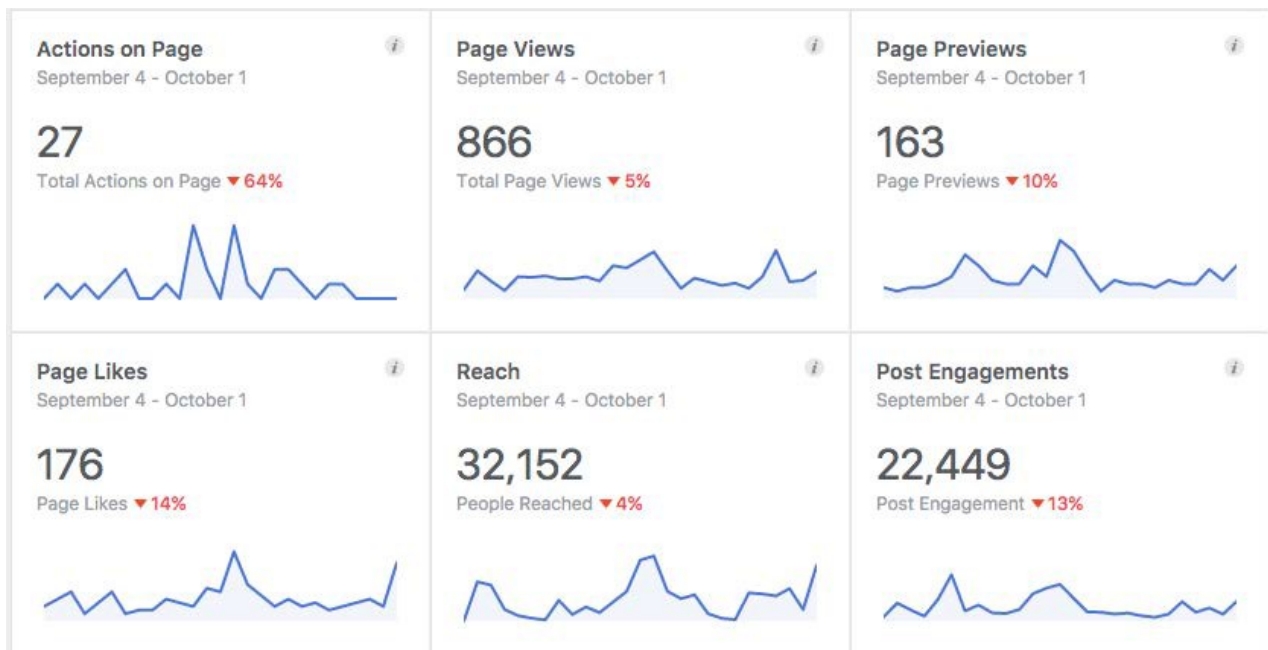 Actions on Page
September 4 - October 1
27
Total Actions on Page ▼ 64%
Page Views
September 4 - October 1
866
Total Page Views ▼ 5%
Page Previews
September 4 - October 1
163
Page Previews ▼ 10%
Page Likes
September 4 - October 1
176
Page Likes ▼ 14%
Reach
September 4 - October 1
32,152
People Reached ▼ 4%
Post Engagements
September 4 - October 1
22,449
Post Engagement ▼ 13%